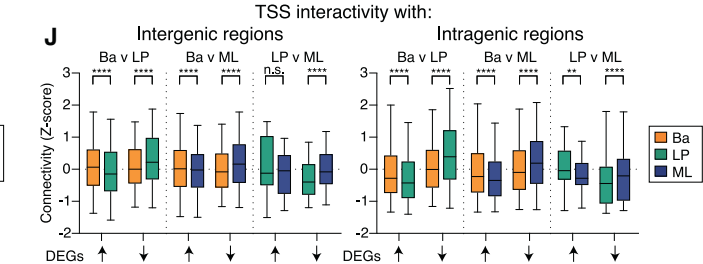 TSS interactivity with:
J
Intergenic regions
Intragenic regions
Ba v LP
Ba v ML
LP v ML
Ba v LP
Ba v ML
LP v ML
**** **** **** **** n.s. ****
**** **** **** **** ** ****
Connectivity (Z-score)
3
2
1
0
-1
-2
3
2
1
0
-1
-2
Ba
LP
ML
DEGs ↑ ↓ ↑ ↓ ↑ ↓
DEGs ↑ ↓ ↑ ↓ ↑ ↓